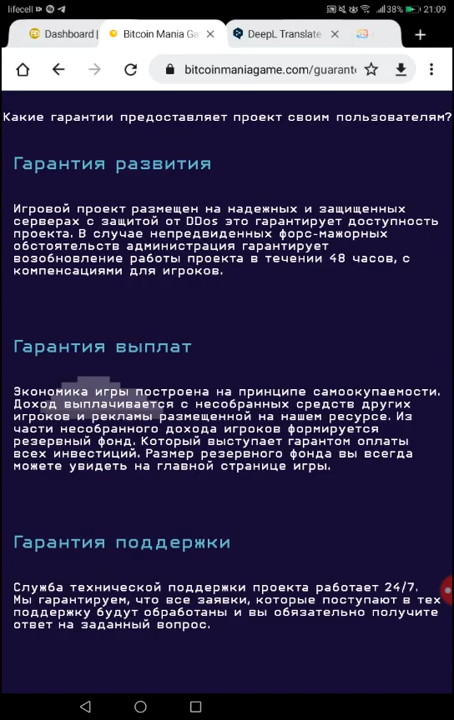 lifecell
38% 21:09
Dashboard |
Bitcoin Mania Ga
DeepL Translate
bitcoinmaniagame.com/guarant
Какие гарантии предоставляет проект своим пользователям?
Гарантия развития
Игровой проект размещен на надежных и защищенных
серверах с защитой от DDos это гарантирует доступность
проекта. В случае непредвиденных форс-мажорных
обстоятельств администрация гарантирует
возобновление работы проекта в течении 48 часов, с
компенсациями для игроков.
Гарантия выплат
Экономика игры построена на принципе самоокупаемости.
Доход выплачивается с несобранных средств других
игроков и рекламы размещенной на нашем ресурсе. Из
части несобранного дохода игроков формируется
резервный фонд. Который выступает гарантом оплаты
всех инвестиций. Размер резервного фонда вы всегда
можете увидеть на главной странице игры.
Гарантия поддержки
Служба технической поддержки проекта работает 24/7.
Мы гарантируем, что все заявки, которые поступают в тех
поддержку будут обработаны и вы обязательно получите
ответ на заданный вопрос.